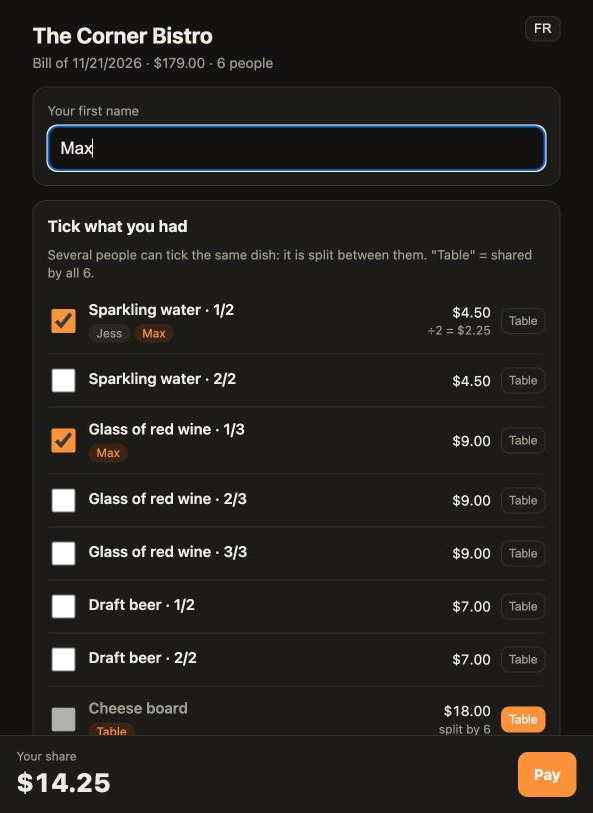 The Corner Bistro
FR
Bill of 11/21/2026 · $179.00 · 6 people
Your first name
Max
Tick what you had
Several people can tick the same dish: it is split between them. "Table" = shared
by all 6.
Sparkling water · 1/2
$4.50
Table
Jess
Max
÷2 = $2.25
Sparkling water · 2/2
$4.50
Table
Glass of red wine · 1/3
$9.00
Table
Max
Glass of red wine · 2/3
$9.00
Table
Glass of red wine · 3/3
$9.00
Table
Draft beer · 1/2
$7.00
Table
Draft beer · 2/2
$7.00
Table
Cheese board
$18.00
Table
Table
split by 6
Your share
$14.25
Pay